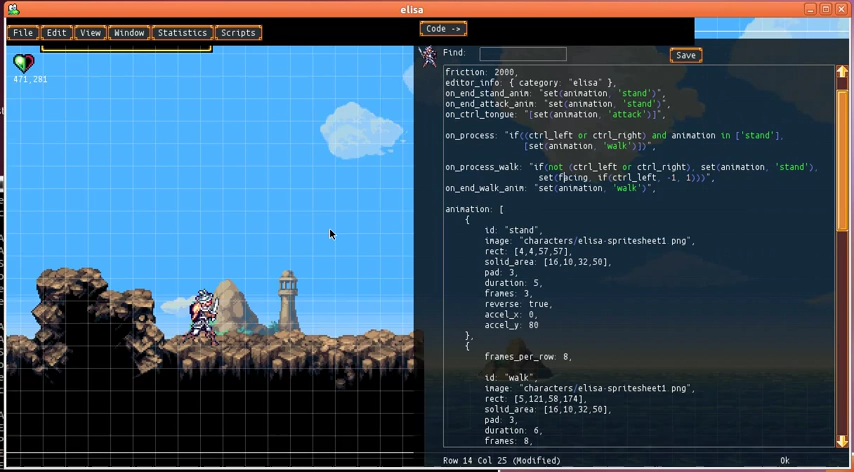 elisa
File Edit View Window Statistics Scripts
Code ->
471,281
Find:
Save
friction: 2000,
editor_info: { category: "elisa" },
on_end_stand_anim: "set(animation, 'stand')",
on_end_attack_anim: "set(animation, 'stand')",
on_ctrl_tongue: "[set(animation, 'attack')]",
on_process: "if((ctrl_left or ctrl_right) and animation in ['stand'],
[set(animation, 'walk')])",
on_process_walk: "if(not (ctrl_left or ctrl_right), set(animation, 'stand'),
set(facing, if(ctrl_left, -1, 1)))",
on_end_walk_anim: "set(animation, 'walk')",
animation: [
{
id: "stand",
image: "characters/elisa-spritesheet1.png",
rect: [4,4,57,57],
solid_area: [16,10,32,50],
pad: 3,
duration: 5,
frames: 3,
reverse: true,
accel_x: 0,
accel_y: 80
},
{
frames_per_row: 8,
id: "walk",
image: "characters/elisa-spritesheet1.png",
rect: [5,121,58,174],
solid_area: [16,10,32,50],
pad: 3,
duration: 6,
frames: 8,
Row 14 Col 25 (Modified)
Ok